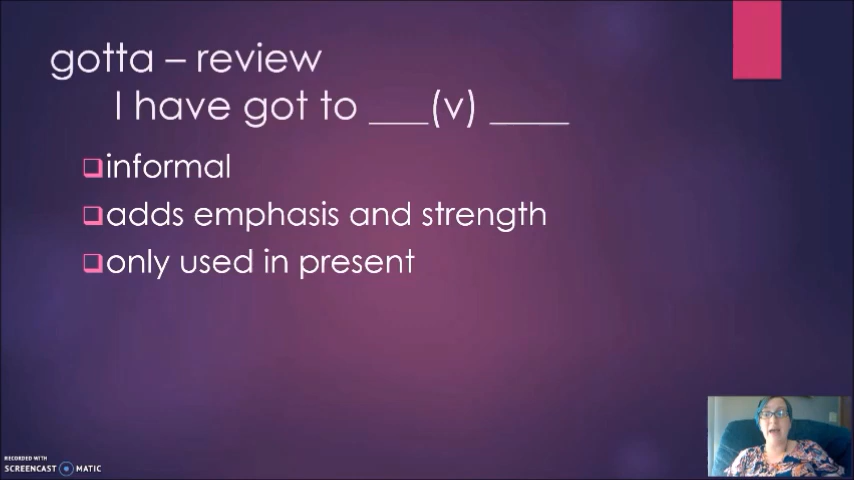 gotta – review
I have got to ___(v) ____
informal
adds emphasis and strength
only used in present
RECORDED WITH
SCREENCAST MATIC